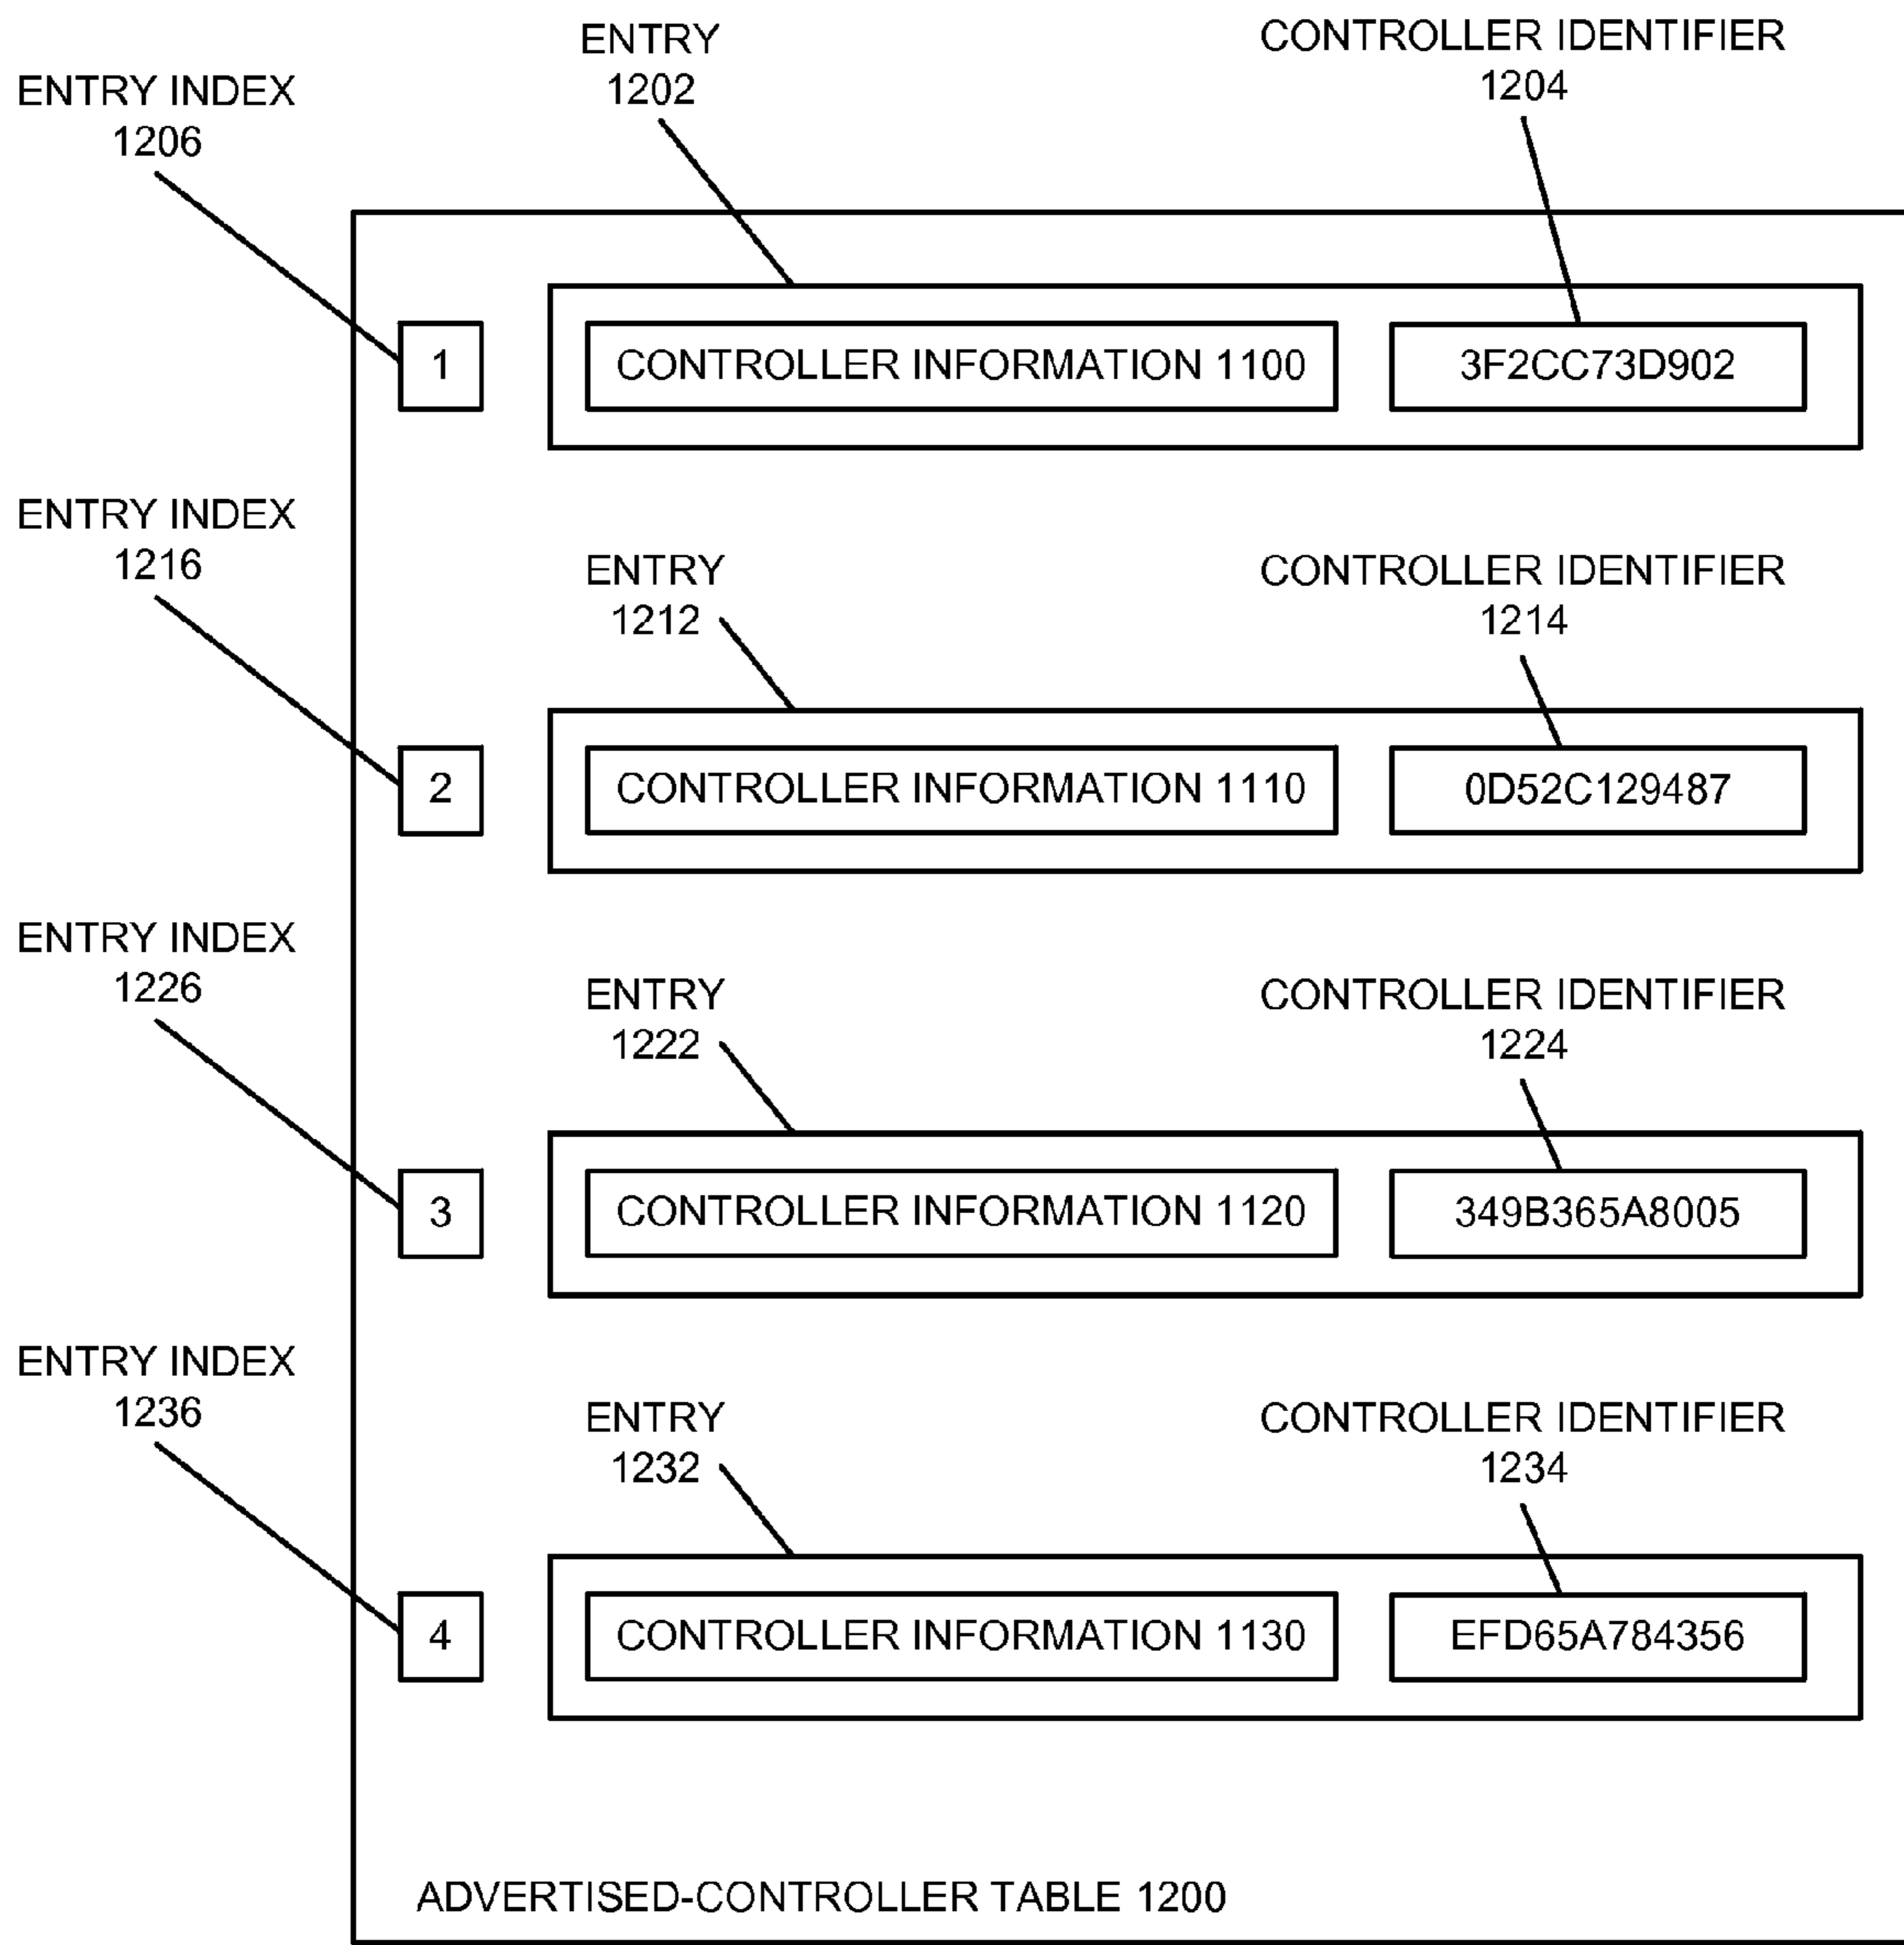 ENTRY
1202
CONTROLLER IDENTIFIER
1204
ENTRY INDEX
1206
1
CONTROLLER INFORMATION 1100
3F2CC73D902
ENTRY INDEX
1216
ENTRY
1212
CONTROLLER IDENTIFIER
1214
2
CONTROLLER INFORMATION 1110
0D52C129487
ENTRY INDEX
1226
ENTRY
1222
CONTROLLER IDENTIFIER
1224
3
CONTROLLER INFORMATION 1120
349B365A8005
ENTRY INDEX
1236
ENTRY
1232
CONTROLLER IDENTIFIER
1234
4
CONTROLLER INFORMATION 1130
EFD65A784356
ADVERTISED-CONTROLLER TABLE 1200